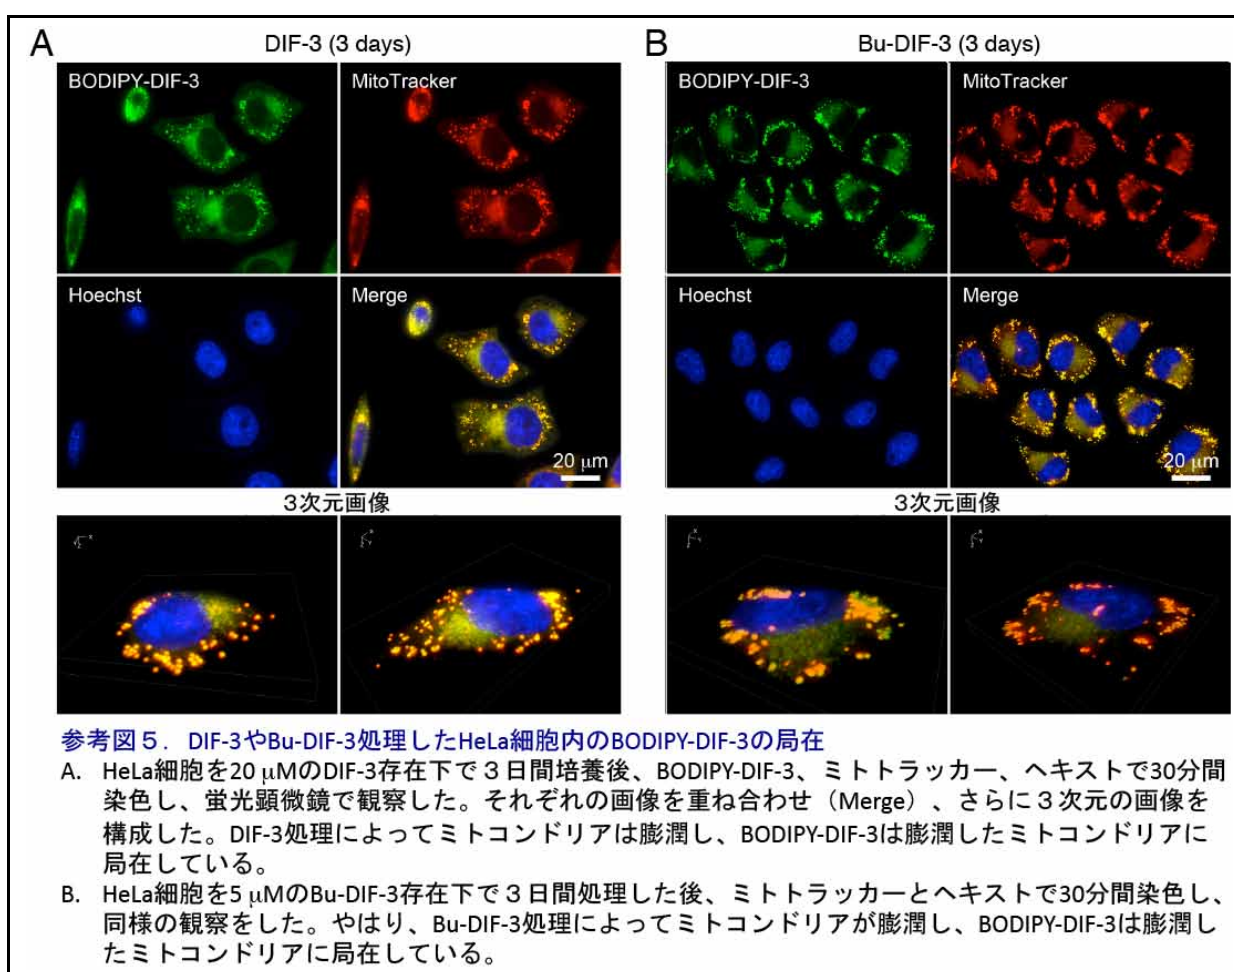 A DIF-3 (3 days)
B Bu-DIF-3 (3 days)
BODIPY-DIF-3
MitoTracker
BODIPY-DIF-3
MitoTracker
Hoechst
Merge
20 μm
Hoechst
Merge
20 μm
3次元画像
3次元画像
参考図５. DIF-3やBu-DIF-3処理したHeLa細胞内のBODIPY-DIF-3の局在
A. HeLa細胞を20 μMのDIF-3存在下で３日間培養後、BODIPY-DIF-3、ミトトラッカー、ヘキストで30分間
染色し、蛍光顕微鏡で観察した。それぞれの画像を重ね合わせ（Merge）、さらに３次元の画像を
構成した。DIF-3処理によってミトコンドリアは膨潤し、BODIPY-DIF-3は膨潤したミトコンドリアに
局在している。
B. HeLa細胞を5 μMのBu-DIF-3存在下で３日間処理した後、ミトトラッカーとヘキストで30分間染色し、
同様の観察をした。やはり、Bu-DIF-3処理によってミトコンドリアが膨潤し、BODIPY-DIF-3は膨潤し
たミトコンドリアに局在している。